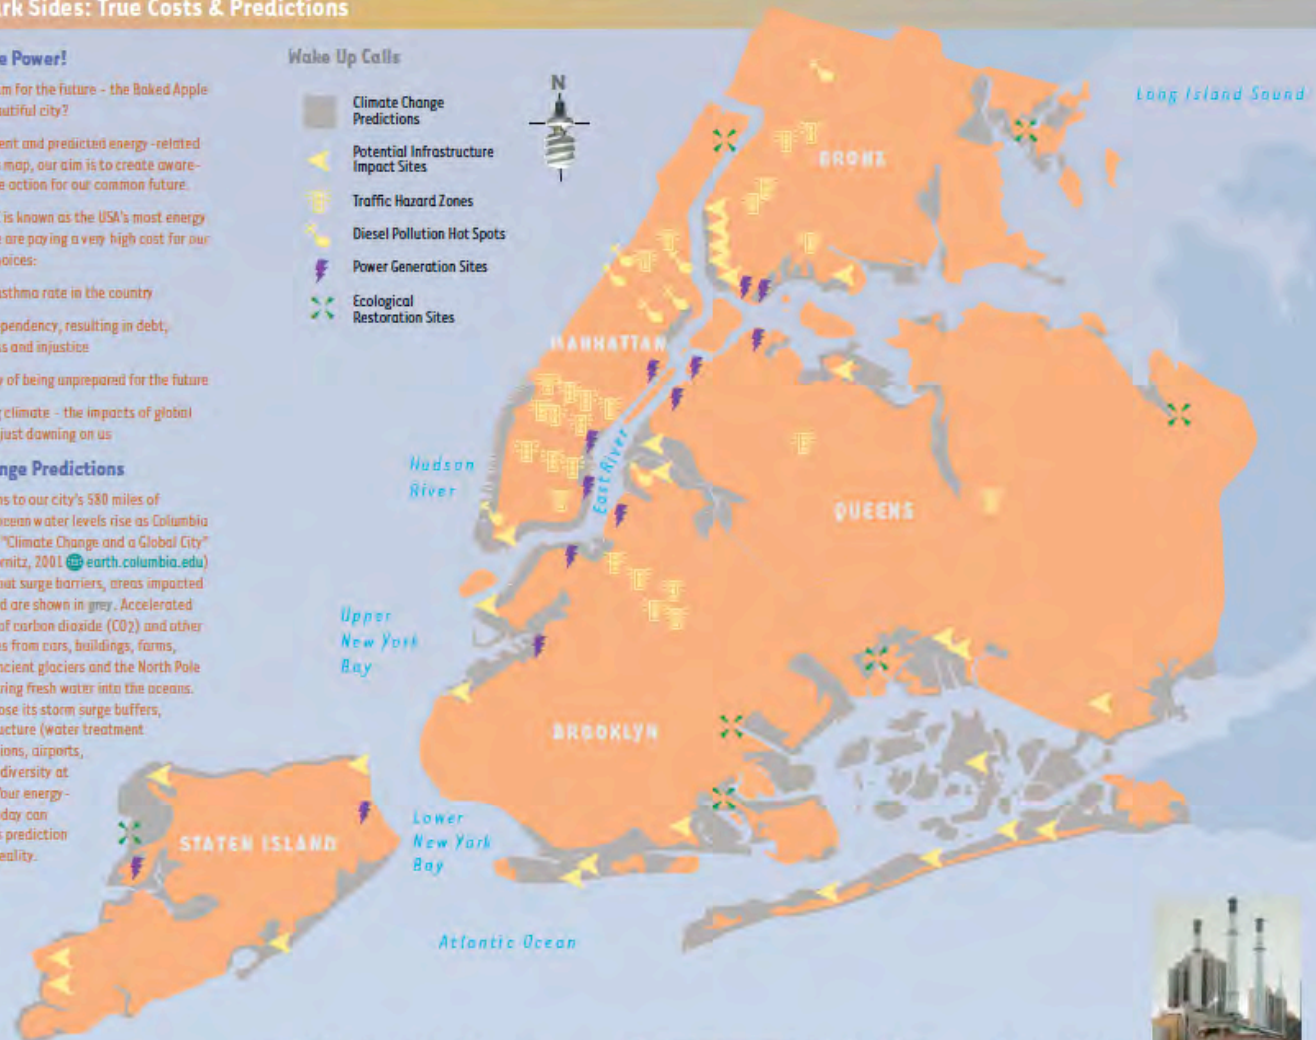 rk Sides: True Costs & Predictions
e Power!
m for the future - the Baked Apple
utiful city?
ent and predicted energy-related
map, our aim is to create aware-
e action for our common future.
is known as the USA's most energy
e are paying a very high cost for our
oices:
asthma rate in the country
pendency, resulting in debt,
ss and injustice
y of being unprepared for the future
g climate - the impacts of global
just dawning on us
nge Predictions
ns to our city's 580 miles of
ocean water levels rise as Columbia
"Climate Change and a Global City"
rnitz, 2001 earth.columbia.edu)
out surge barriers, areas impacted
d are shown in grey. Accelerated
of carbon dioxide (CO2) and other
es from cars, buildings, farms,
ncient glaciers and the North Pole
ring fresh water into the oceans.
ose its storm surge buffers,
ucture (water treatment
ions, airports,
diversity at
Your energy-
day can
s prediction
eality.
Wake Up Calls
N
Climate Change
Predictions
Potential Infrastructure
Impact Sites
Traffic Hazard Zones
Diesel Pollution Hot Spots
Power Generation Sites
Ecological
Restoration Sites
Long Island Sound
BRONX
MANHATTAN
Hudson
River
East River
QUEENS
Upper
New York
Bay
BROOKLYN
Lower
New York
Bay
STATEN ISLAND
Atlantic Ocean